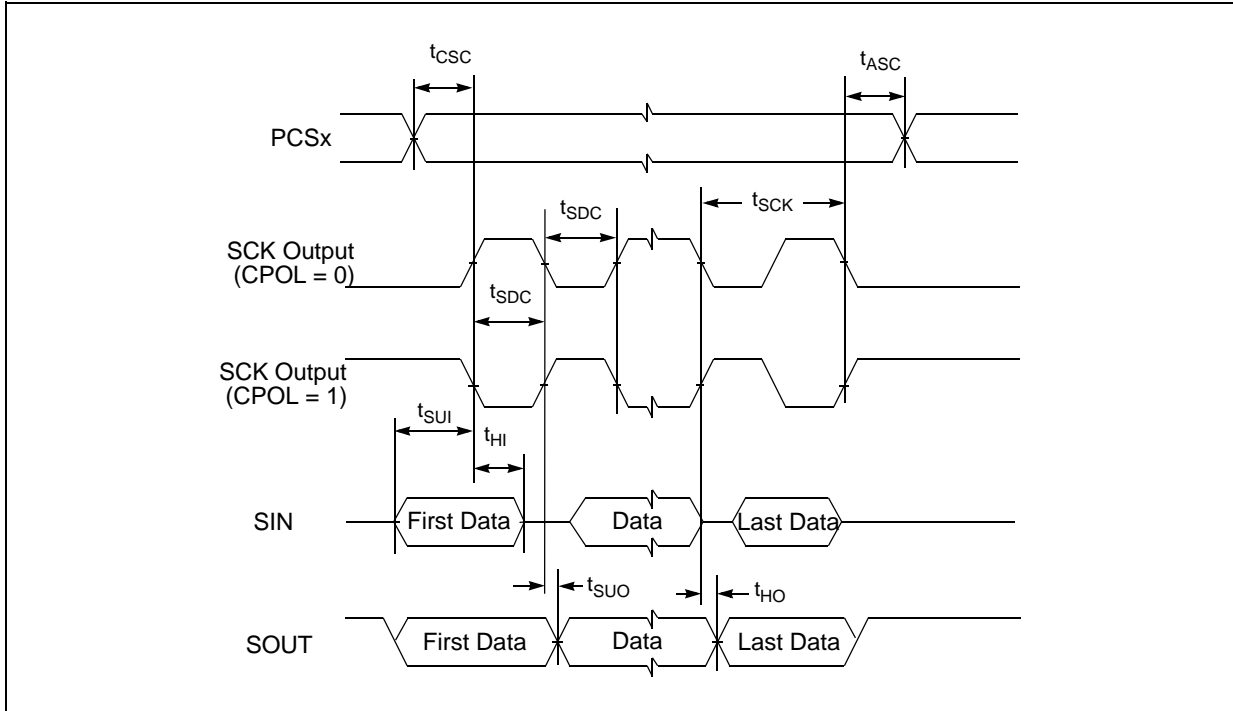 tCSC
tASC
PCSx
tSCK
tSDC
SCK Output
(CPOL = 0)
tSDC
SCK Output
(CPOL = 1)
tSUI
tHI
SIN
First Data
Data
Last Data
tSUO
tHO
SOUT
First Data
Data
Last Data